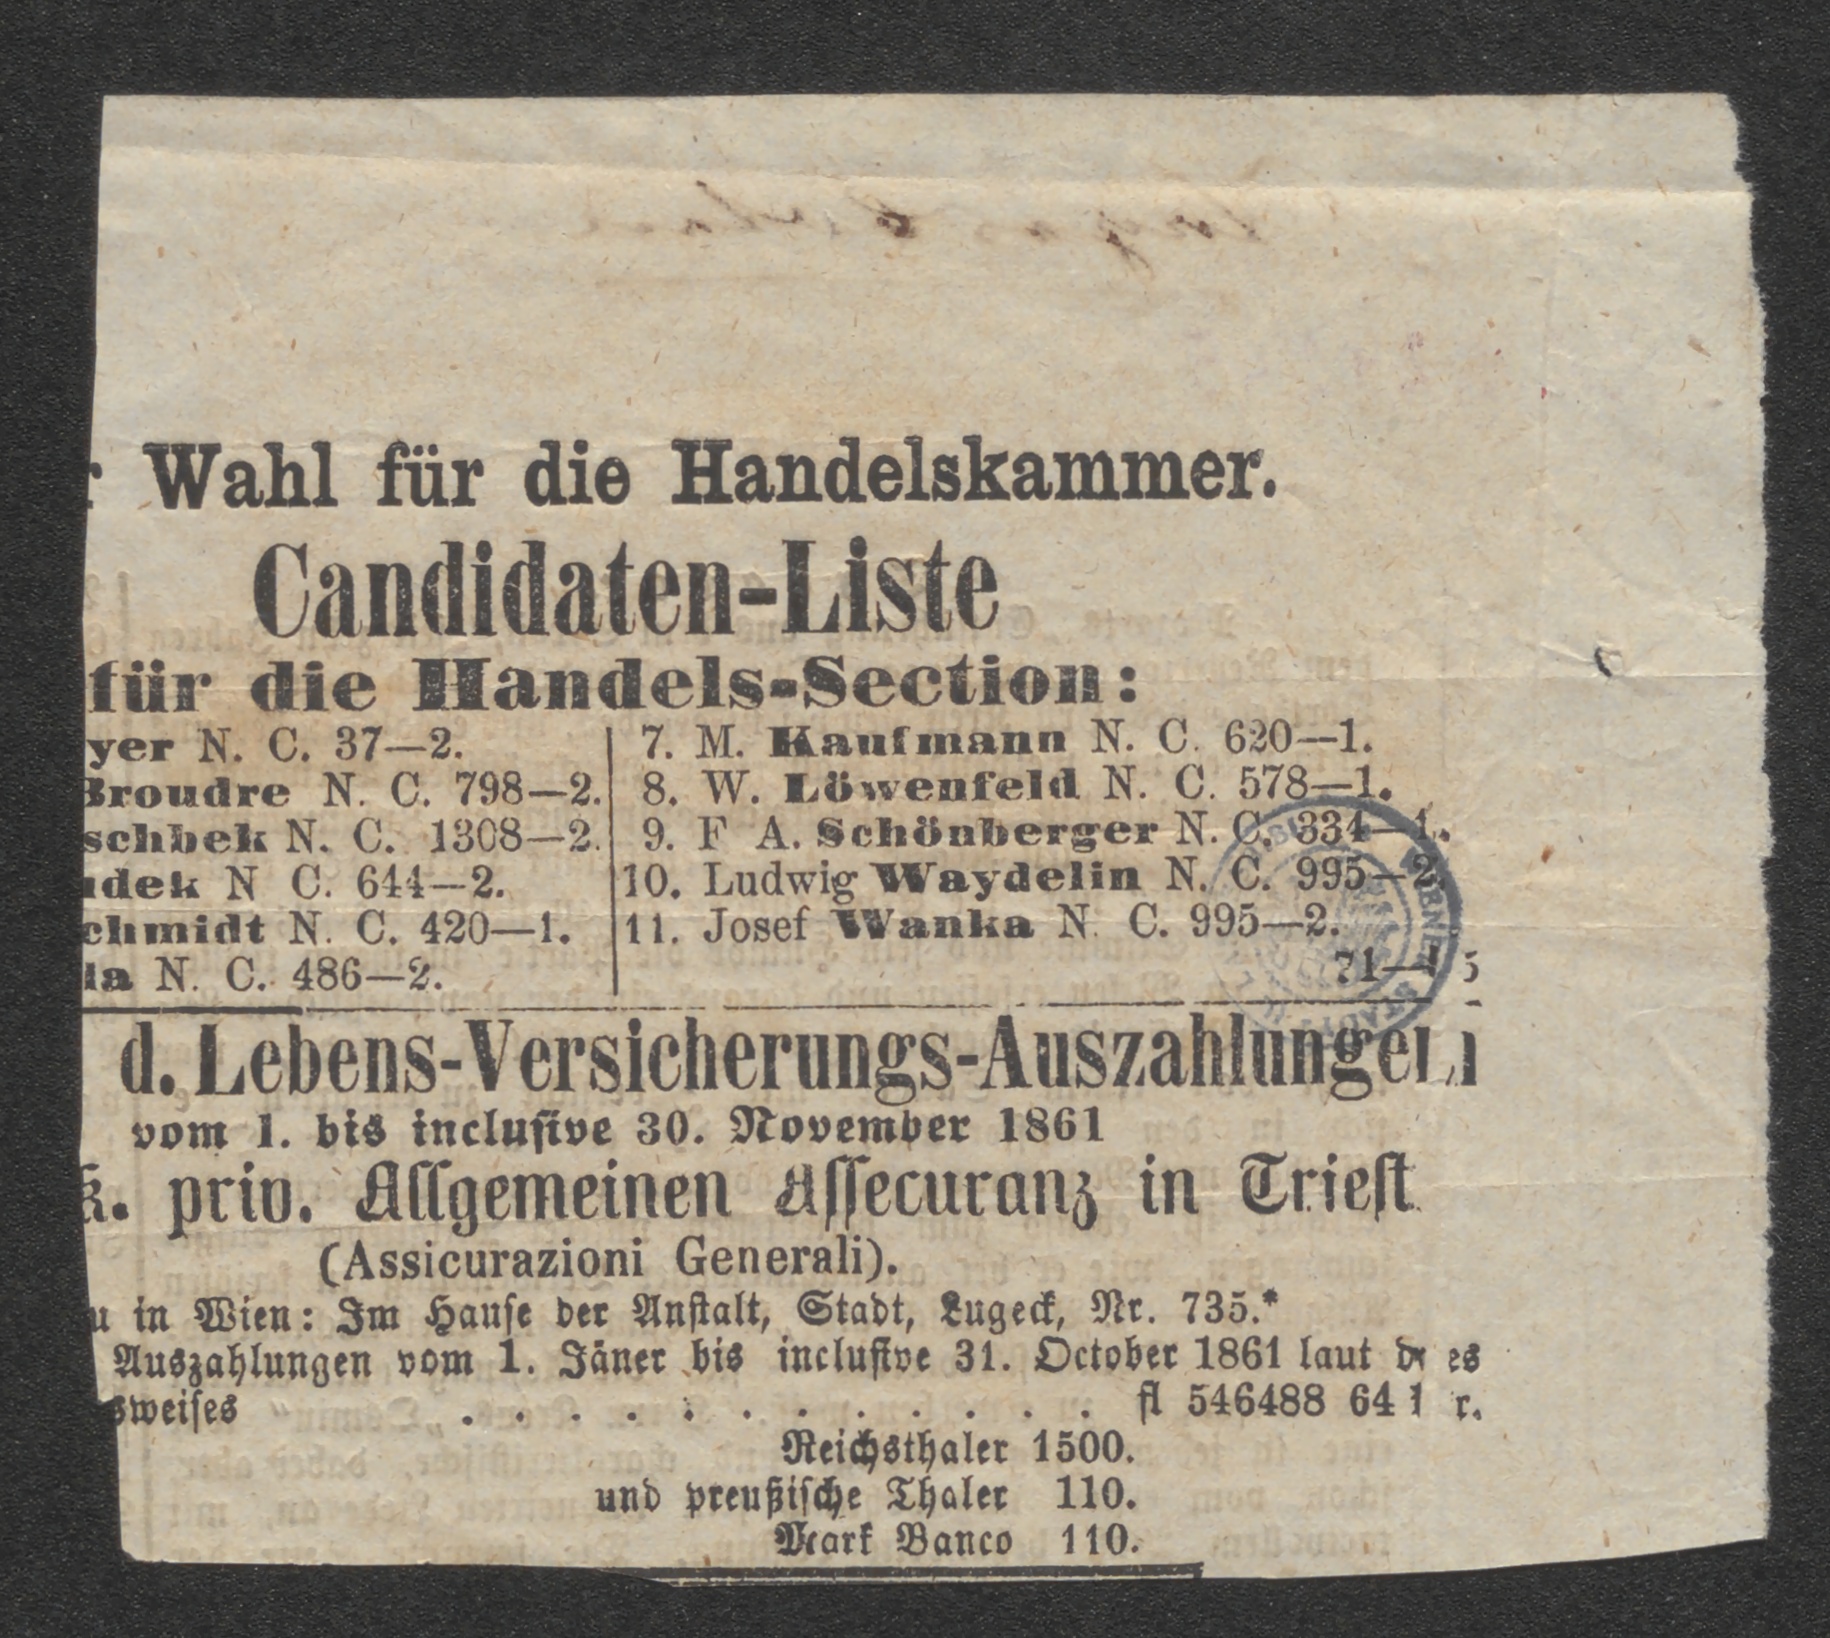 r Wahl für die Handelskammer.
Candidaten-Liste
für die Handels-Section:
yer N. C. 37—2.
Broudre N. C. 798—2.
schbek N. C. 1308—2.
udek N C. 644—2.
chmidt N. C. 420—1.
la N. C. 486—2.
7. M. Kaufmann N. C. 620—1.
8. W. Löwenfeld N. C. 578—1.
9. F A. Schönberger N. C. 334—1.
10. Ludwig Waydelin N. C. 995—2.
11. Josef Wanka N. C. 995—2.
71—
d. Lebens-Versicherungs-Auszahlungen
vom 1. bis inclusive 30. November 1861
k. priv. Allgemeinen Assecuranz in Triest
(Assicurazioni Generali).
u in Wien: Im Hause der Anstalt, Stadt, Lugeck, Nr. 735.*
Auszahlungen vom 1. Jäner bis inclusive 31. October 1861 laut des
sweises . . . . . . . . . . . . fl 546488 64 kr.
Reichsthaler 1500.
und preußische Thaler 110.
Mark Banco 110.